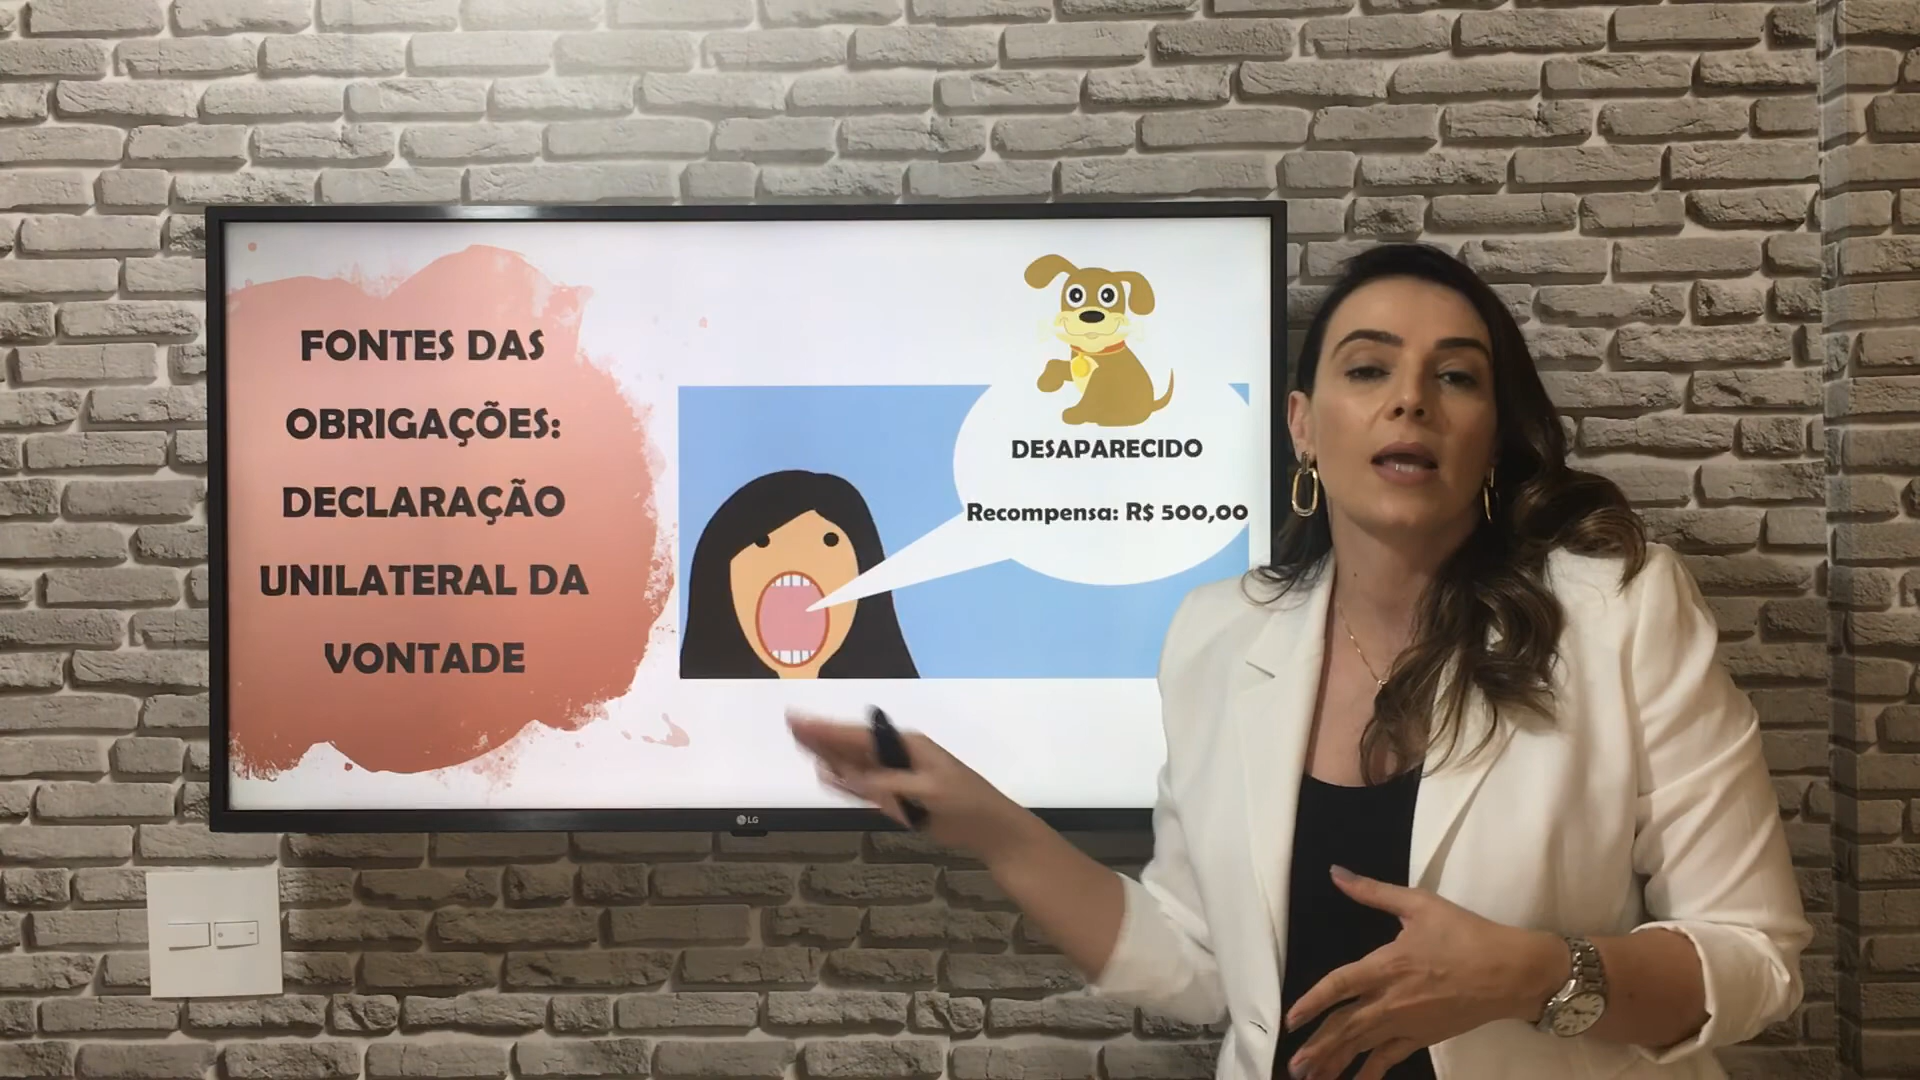 FONTES DAS
OBRIGAÇÕES:
DECLARAÇÃO
UNILATERAL DA
VONTADE
DESAPARECIDO
Recompensa: R$ 500,00
LG